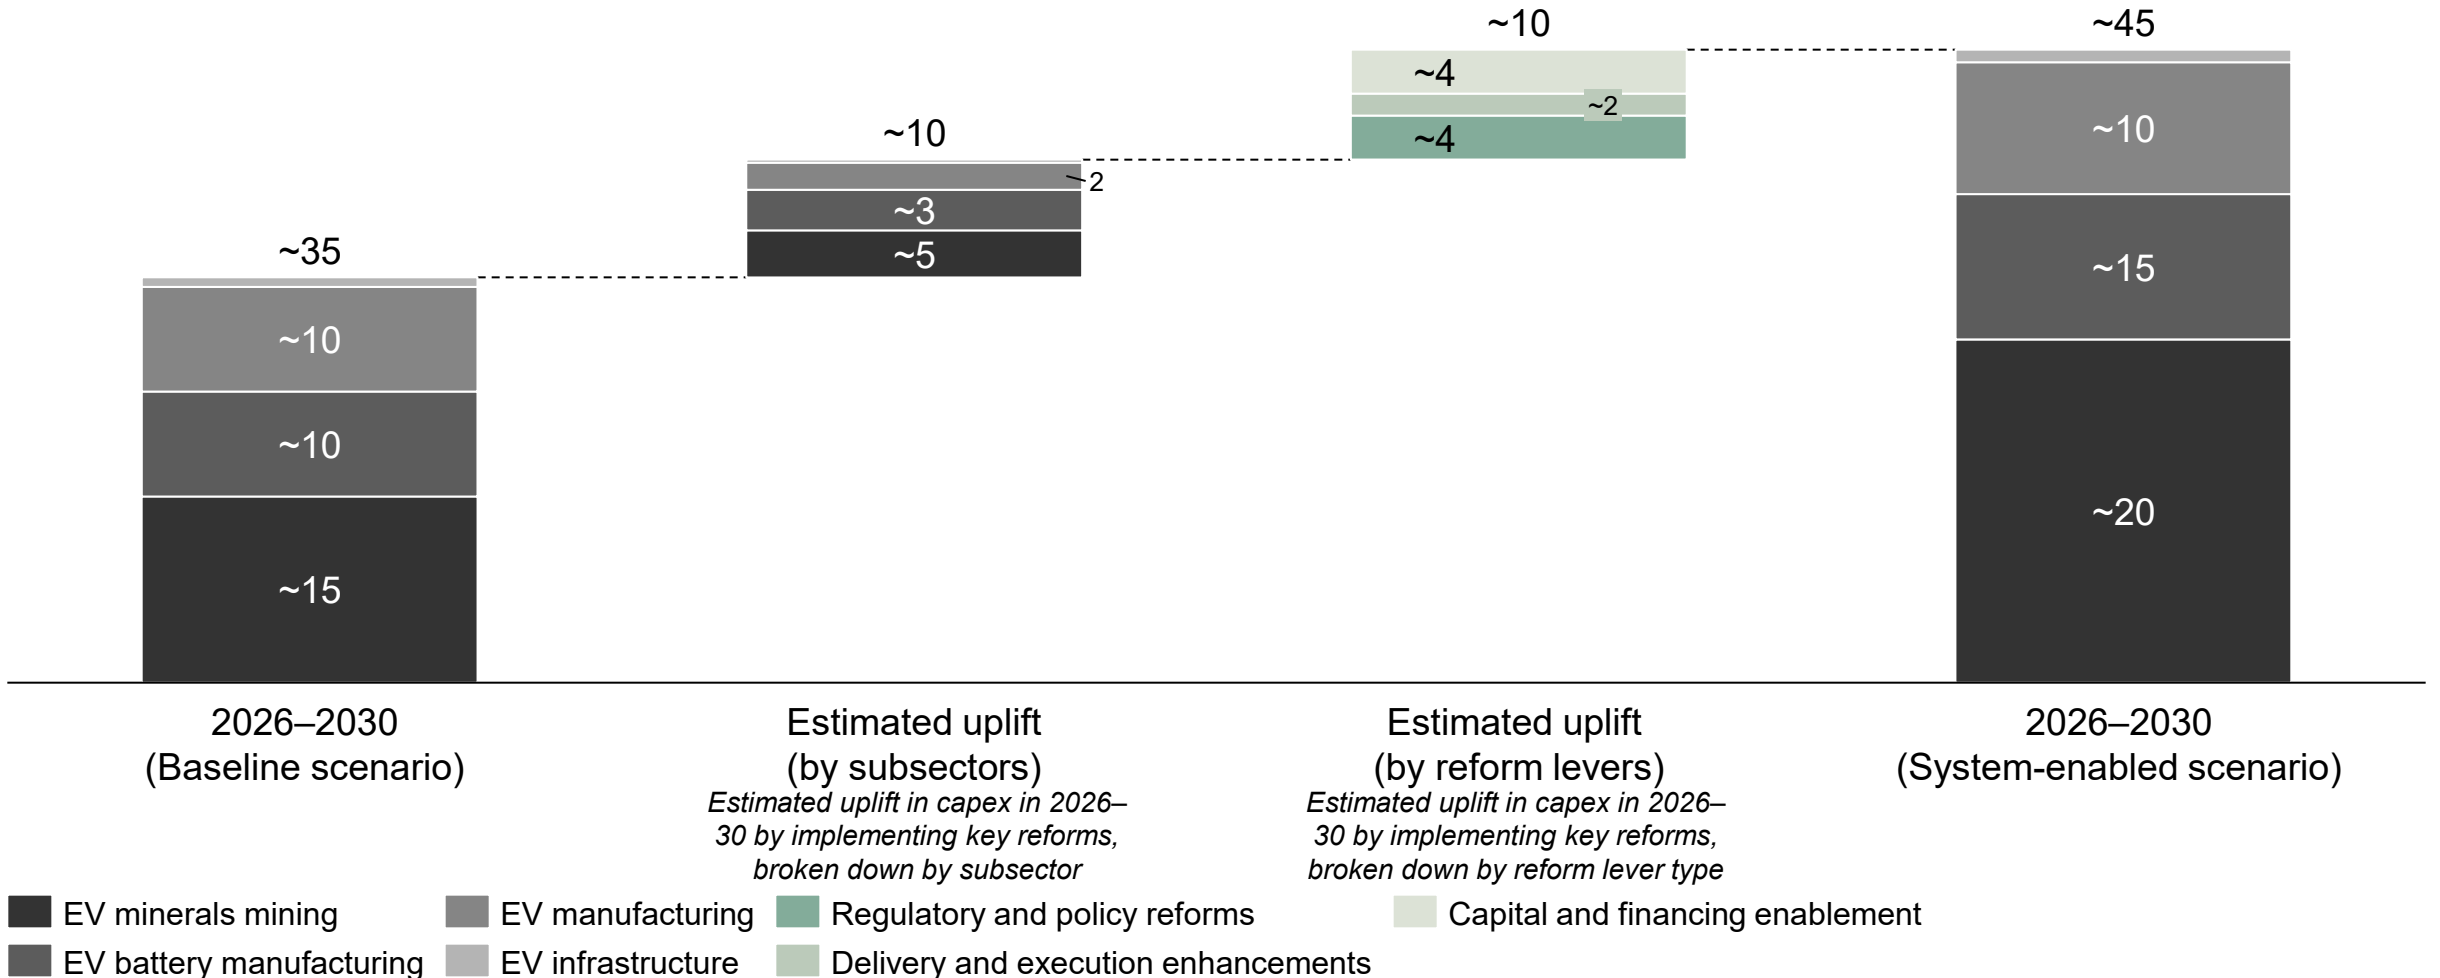 ~35
~10
~10
~15
~10
2
~3
~5
~10
~4
~2
~4
~45
~10
~15
~20
2026–2030
(Baseline scenario)
Estimated uplift
(by subsectors)
Estimated uplift in capex in 2026–
30 by implementing key reforms,
broken down by subsector
Estimated uplift
(by reform levers)
Estimated uplift in capex in 2026–
30 by implementing key reforms,
broken down by reform lever type
2026–2030
(System-enabled scenario)
EV minerals mining
EV manufacturing
Regulatory and policy reforms
Capital and financing enablement
EV battery manufacturing
EV infrastructure
Delivery and execution enhancements